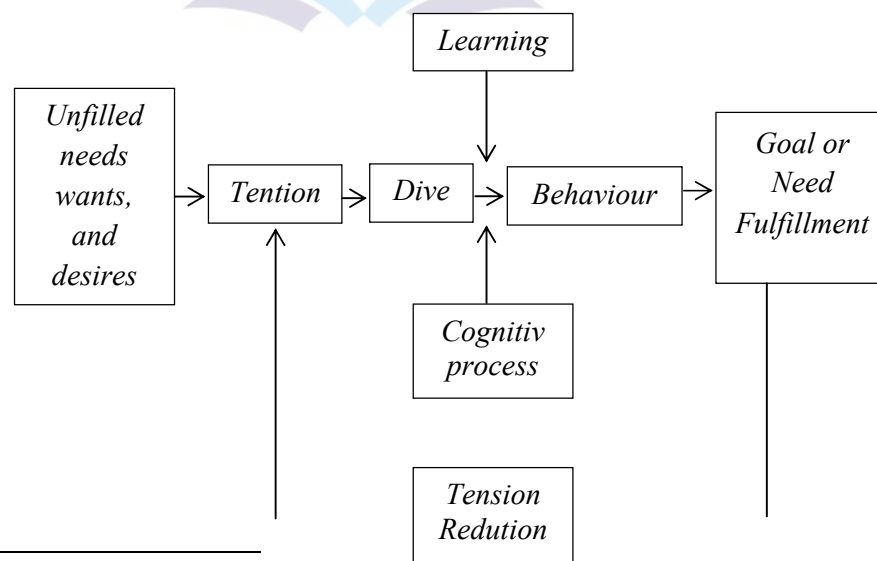 Learning
Unfilled
needs
wants,
and
desires
Tention
Dive
Behaviour
Goal or
Need
Fulfillment
Cognitiv
process
Tension
Redution